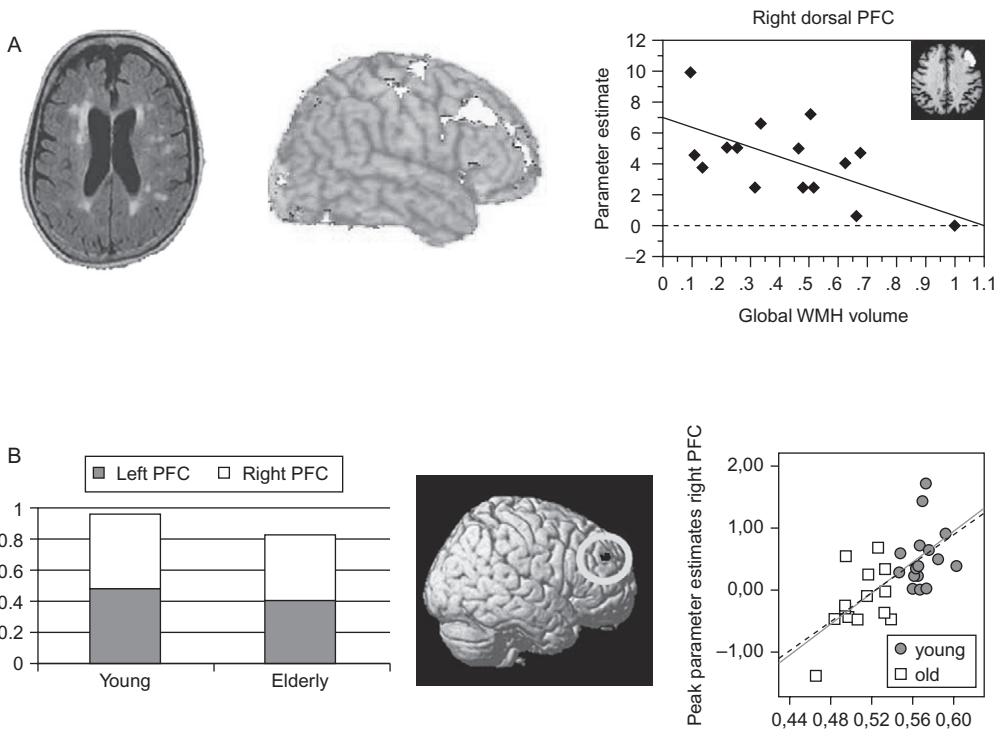 A
Right dorsal PFC
12
10
8
6
4
2
0
−2
Parameter estimate
0 .1 .2 .3 .4 .5 .6 .7 .8 .9 1 1.1
Global WMH volume
B
Left PFC Right PFC
1
0.8
0.6
0.4
0.2
0
Young Elderly
Peak parameter estimates right PFC
2,00
1,00
0,00
−1,00
young
old
0,44 0,48 0,52 0,56 0,60